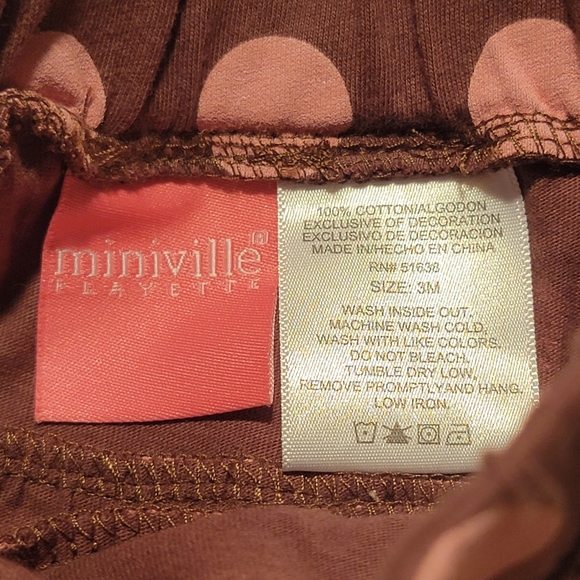 miniville
PLAYETTE
100% COTTON/ALGODON
EXCLUSIVE OF DECORATION
EXCLUSIVO DE DECORACION
MADE IN/HECHO EN CHINA
RN# 51638
SIZE: 3M
WASH INSIDE OUT.
MACHINE WASH COLD.
WASH WITH LIKE COLORS.
DO NOT BLEACH.
TUMBLE DRY LOW.
REMOVE PROMPTLY AND HANG.
LOW IRON.